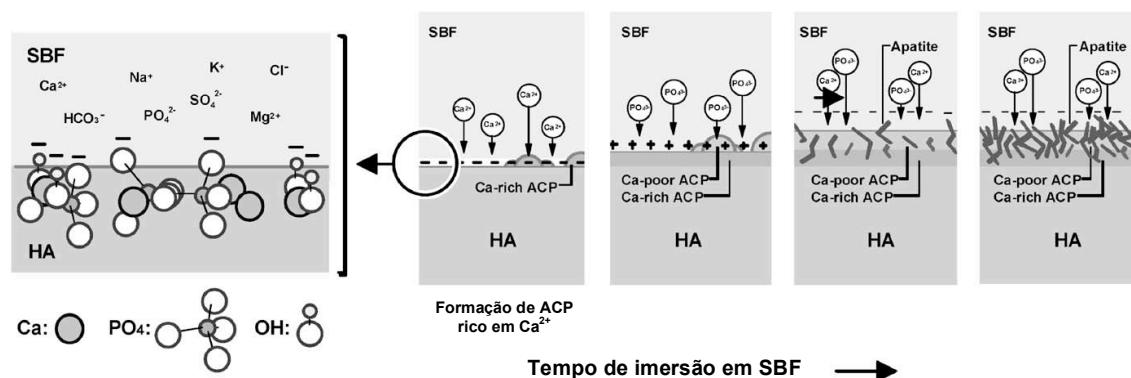 SBF
Ca²⁺
Na⁺
K⁺
Cl⁻
HCO₃⁻
PO₄²⁻
SO₄²⁻
Mg²⁺
HA
Ca:
PO₄:
OH:
SBF
Ca²⁺
Ca²⁺
Ca²⁺
Ca²⁺
Ca-rich ACP
HA
Formação de ACP
rico em Ca²⁺
SBF
PO₄³⁻
PO₄³⁻
PO₄³⁻
PO₄³⁻
Ca-poor ACP
Ca-rich ACP
HA
SBF
PO₄³⁻
Apatite
Ca²⁺
Ca²⁺
PO₄³⁻
Ca-poor ACP
Ca-rich ACP
HA
SBF
PO₄³⁻
Apatite
Ca²⁺
Ca²⁺
PO₄³⁻
Ca-poor ACP
Ca-rich ACP
HA
Tempo de imersão em SBF